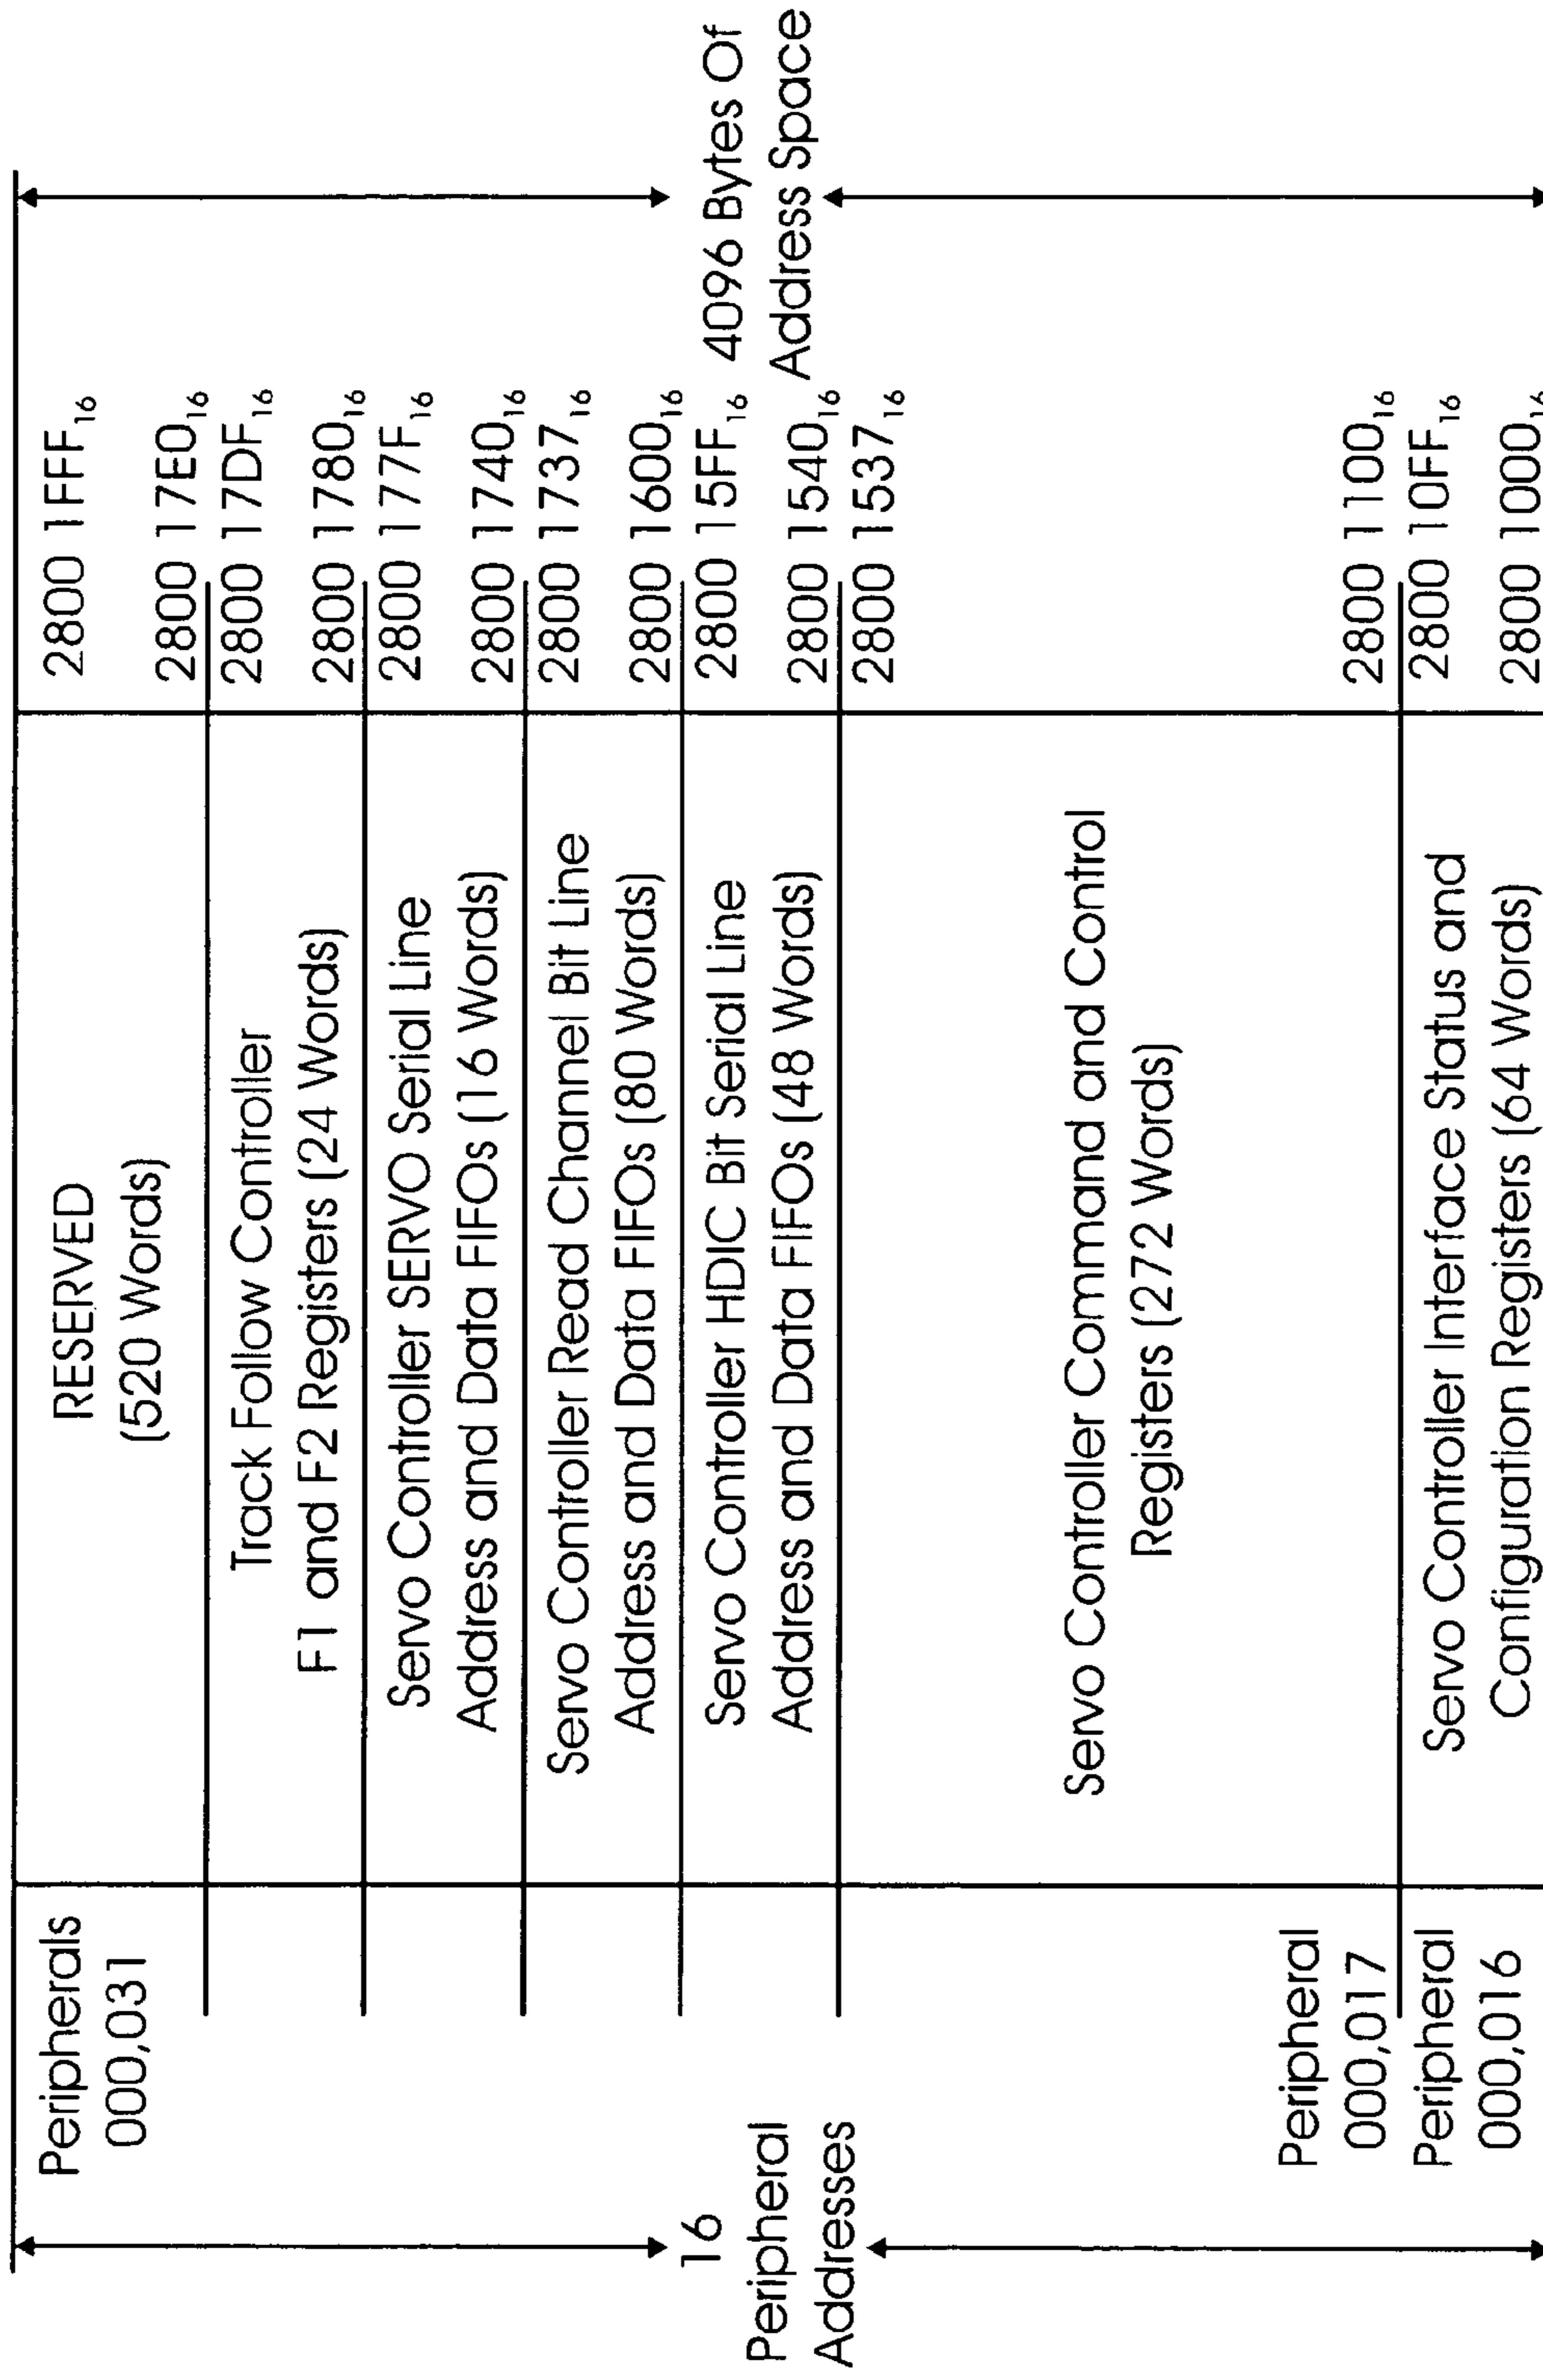 Peripherals
000,031
16
Peripheral
Addresses
Peripheral
000,017
Peripheral
000,016
RESERVED
(520 Words)
Track Follow Controller
F1 and F2 Registers (24 Words)
Servo Controller SERVO Serial Line
Address and Data FIFOs (16 Words)
Servo Controller Read Channel Bit Line
Address and Data FIFOs (80 Words)
Servo Controller HDIC Bit Serial Line
Address and Data FIFOs (48 Words)
Servo Controller Command and Control
Registers (272 Words)
Servo Controller Interface Status and
Configuration Registers (64 Words)
2800 1FFF16
2800 17E016
2800 17DF16
2800 178016
2800 177F16
2800 174016
2800 173716
2800 160016
2800 15FF16
2800 154016
2800 153716
2800 110016
2800 10FF16
2800 100016
4096 Bytes Of
Address Space